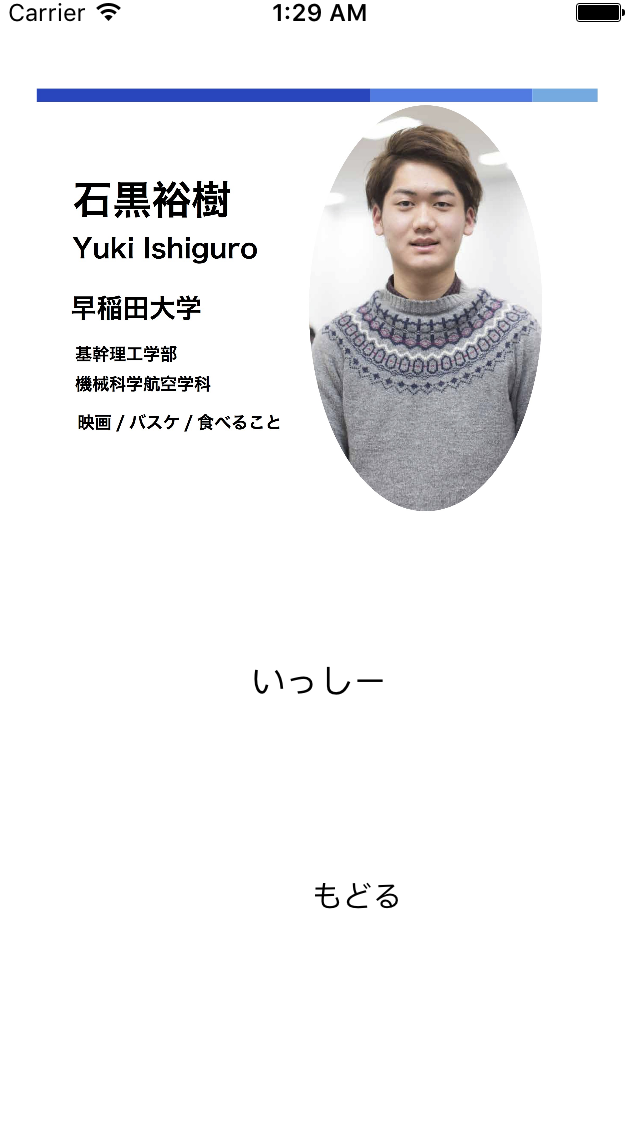 Carrier 1:29 AM
石黒裕樹
Yuki Ishiguro
早稲田大学
基幹理工学部
機械科学航空学科
映画 / バスケ / 食べること
いっしー
もどる